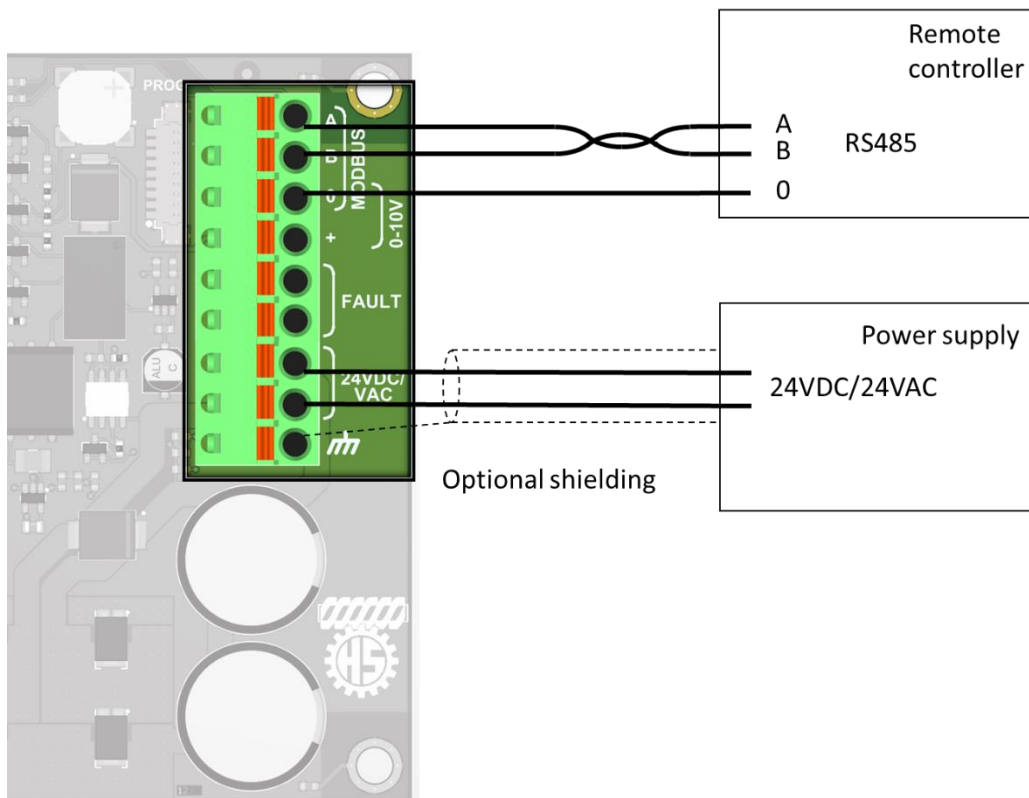 Remote
controller
PROG
A
B
0
MODBUS
+
0-10V
FAULT
24VDC/
VAC
A
B
RS485
0
Power supply
24VDC/24VAC
Optional shielding
ALU
C
HS